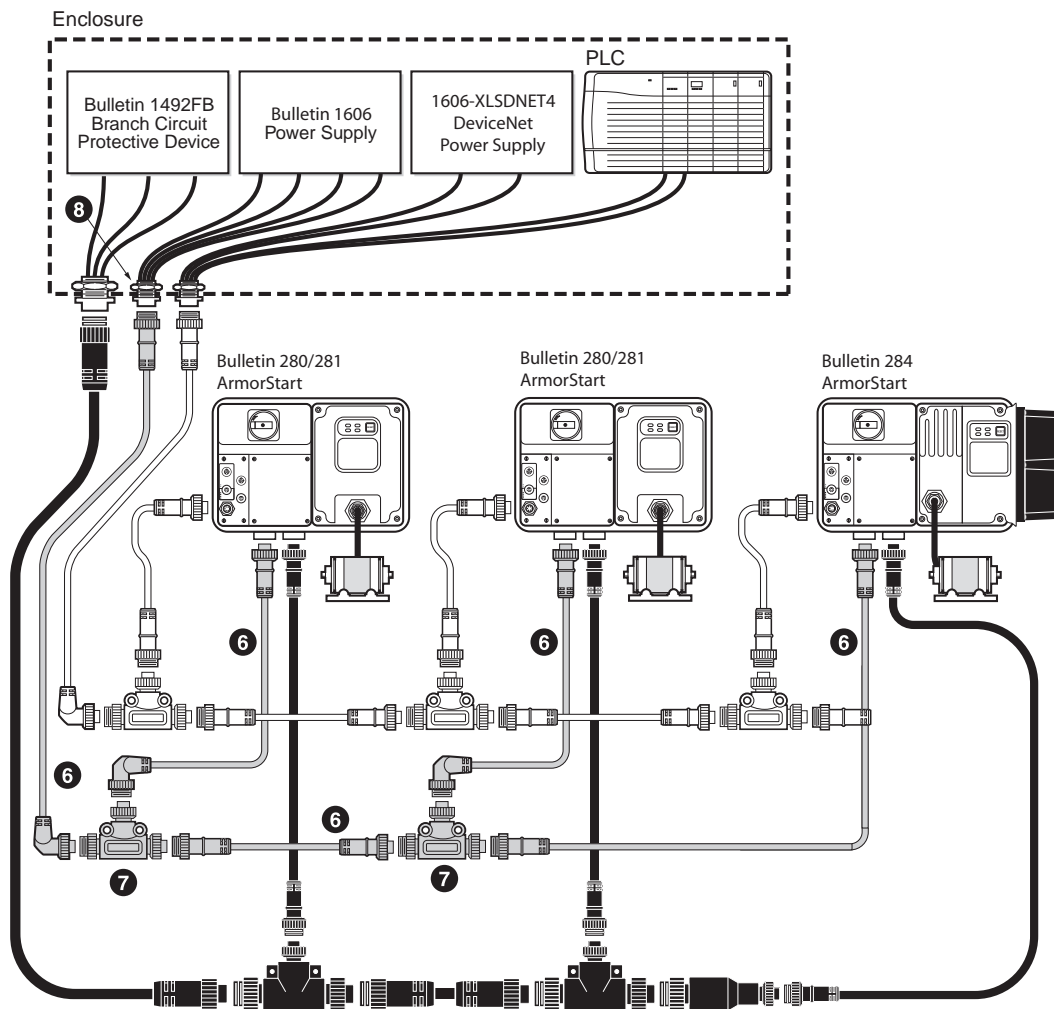 Enclosure
PLC
Bulletin 1492FB
Branch Circuit
Protective Device
Bulletin 1606
Power Supply
1606-XLSDNET4
DeviceNet
Power Supply
8
Bulletin 280/281
ArmorStart
Bulletin 280/281
ArmorStart
Bulletin 284
ArmorStart
6
6
6
6
6
7
7